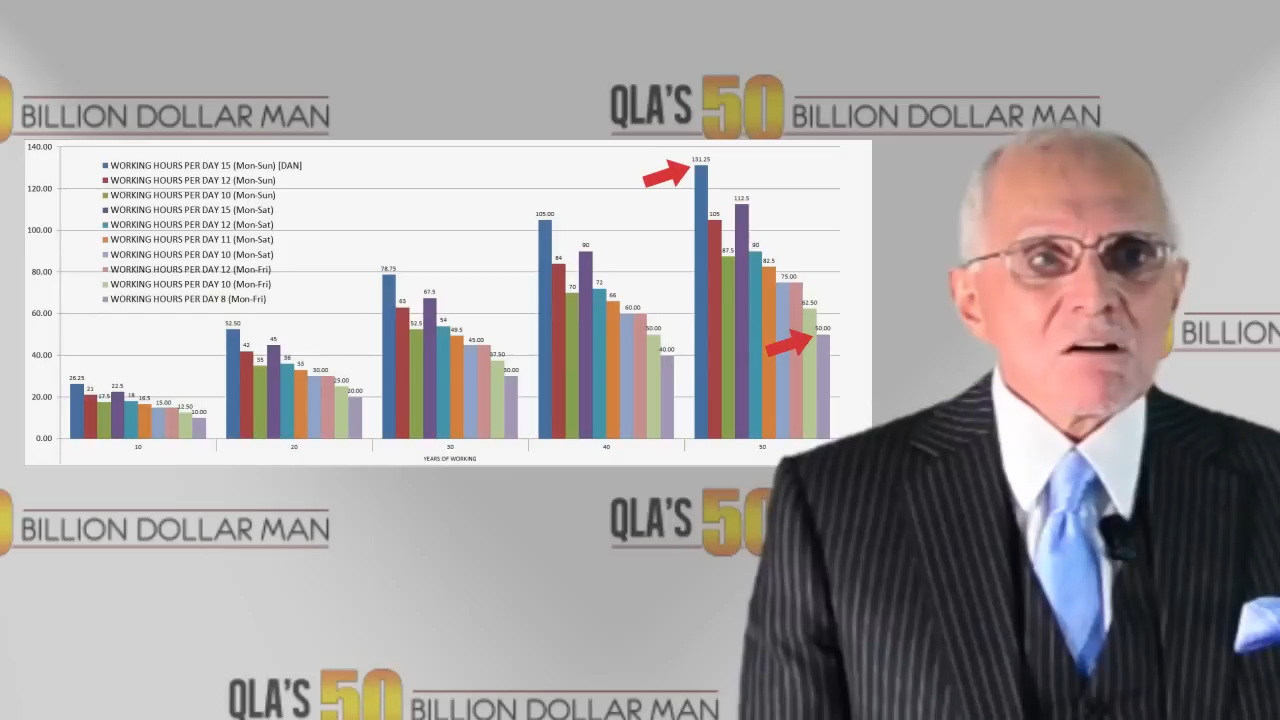 BILLION DOLLAR MAN
QLA'S 50 BILLION DOLLAR MAN
140.00
120.00
100.00
80.00
60.00
40.00
20.00
0.00
WORKING HOURS PER DAY 15 (Mon-Sun) [DAN]
WORKING HOURS PER DAY 12 (Mon-Sun)
WORKING HOURS PER DAY 10 (Mon-Sun)
WORKING HOURS PER DAY 15 (Mon-Sat)
WORKING HOURS PER DAY 12 (Mon-Sat)
WORKING HOURS PER DAY 11 (Mon-Sat)
WORKING HOURS PER DAY 10 (Mon-Sat)
WORKING HOURS PER DAY 12 (Mon-Fri)
WORKING HOURS PER DAY 10 (Mon-Fri)
WORKING HOURS PER DAY 8 (Mon-Fri)
26.25 21 17.5 22.5 18 16.5 15.00 12.50 10.00
52.50 42 35 45 36 33 30.00 25.00 20.00
78.75 63 52.5 67.5 54 49.5 45.00 37.50 30.00
105.00 84 70 90 72 66 60.00 50.00 40.00
131.25 105 87.5 112.5 90 82.5 75.00 62.50 50.00
10 20 30 40 50
YEARS OF WORKING
BILLION
BILLION DOLLAR MAN
QLA'S 50
QLA'S 50 BILLION DOLLAR MAN